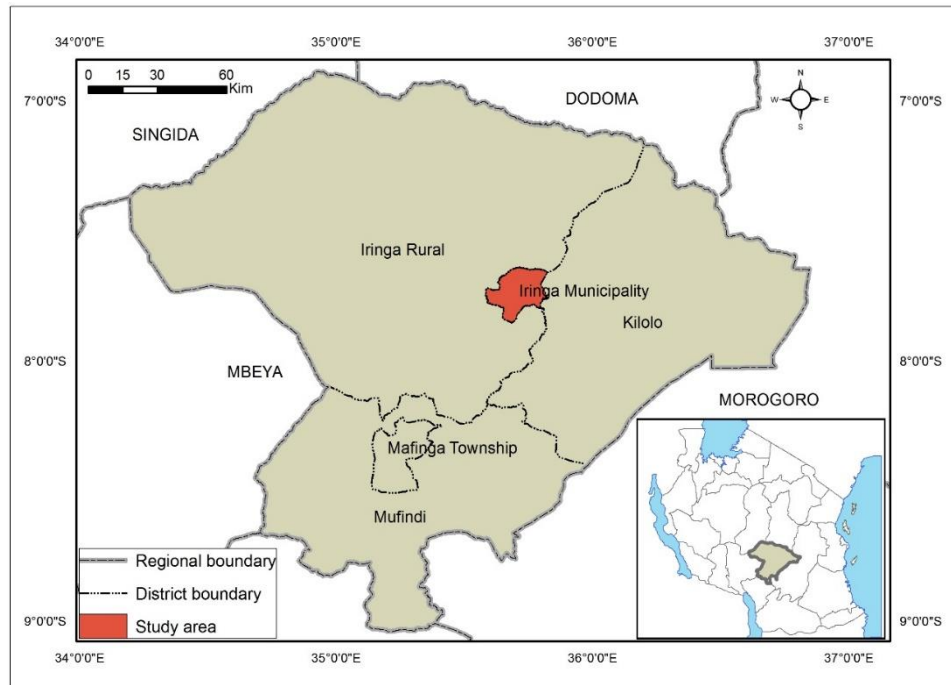 34°0'0"E 35°0'0"E 36°0'0"E 37°0'0"E
0 15 30 60
Kim
N
W E
S
7°0'0"S 7°0'0"S
DODOMA
SINGIDA
Iringa Rural
Iringa Municipality
Kilolo
8°0'0"S 8°0'0"S
MBEYA
MOROGORO
Mafinga Township
Mufindi
Regional boundary
District boundary
Study area
9°0'0"S 9°0'0"S
34°0'0"E 35°0'0"E 36°0'0"E 37°0'0"E